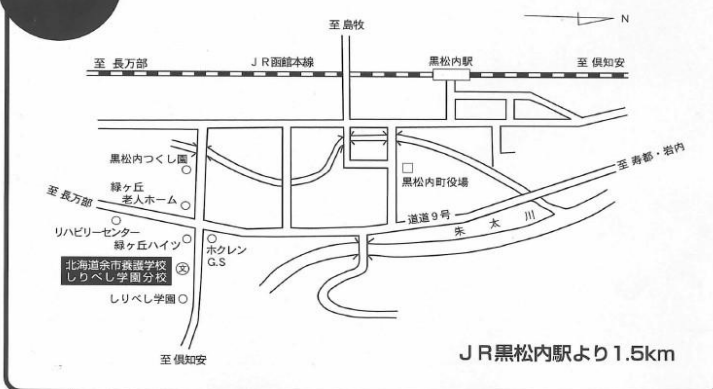 至 島牧
N
至 長万部
JR函館本線
黒松内駅
至 倶知安
黒松内つくし園
黒松内町役場
至 寿都・岩内
緑ヶ丘
老人ホーム
至 長万部
道道9号
朱太川
リハビリーセンター
緑ヶ丘ハイツ
ホクレン
G.S
北海道余市養護学校
しりべし学園分校
文
しりべし学園
至 倶知安
JR黒松内駅より1.5km